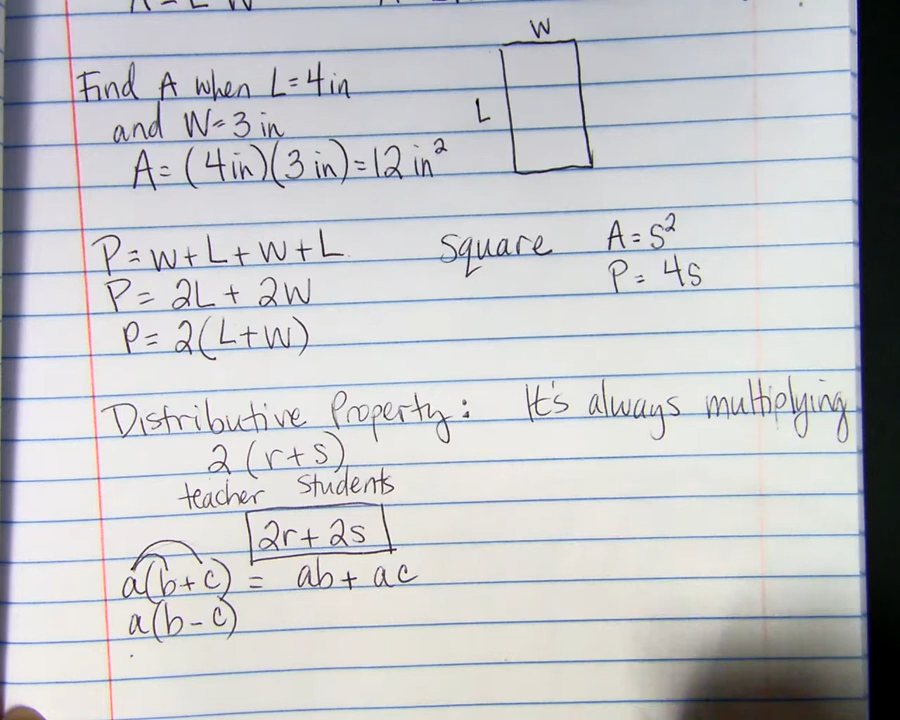 A = L W
W
Find A when L=4in
L
and W=3 in
A=(4in)(3 in)=12 in²
P=W+L+W+L
Square A=s²
P= 2L+ 2W
P= 4s
P= 2(L+W)
Distributive Property: It's always multiplying
2(r+s)
teacher students
2r+2s
a(b+c) = ab+ac
a(b-c)